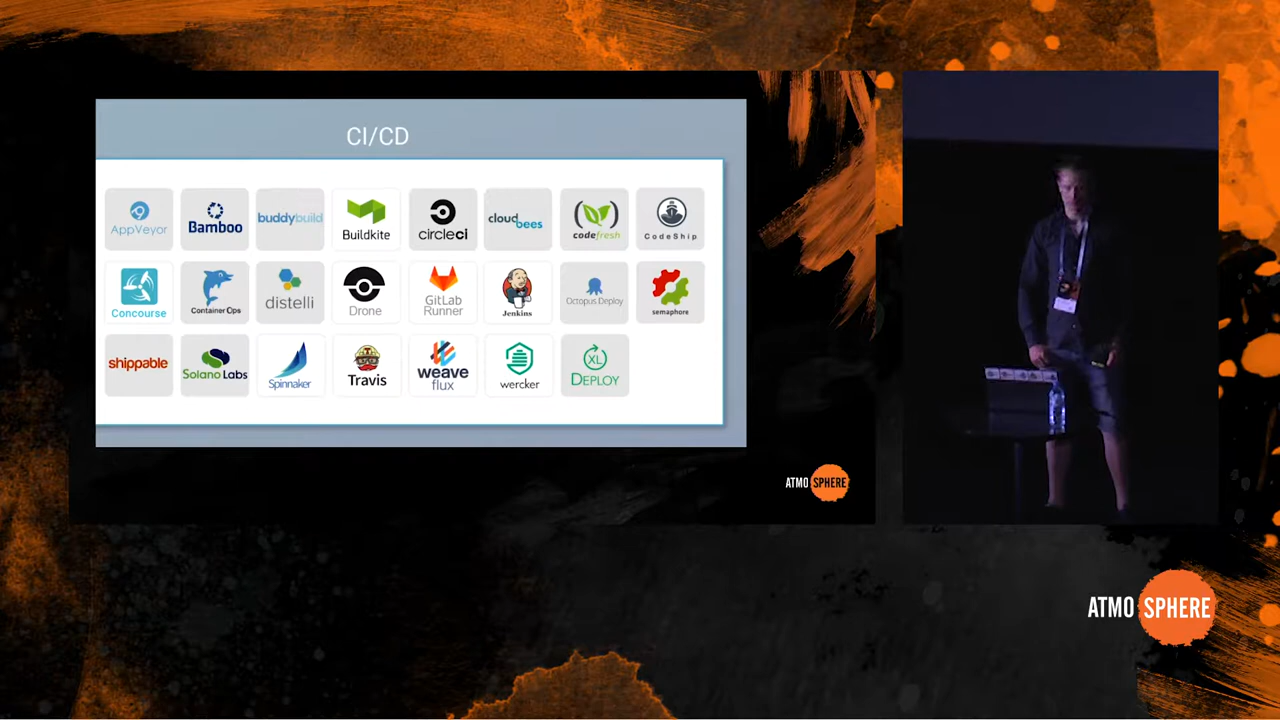 CI/CD
AppVeyor
Bamboo
buddybuild
Buildkite
circleci
cloudbees
codefresh
CodeShip
Concourse
Container Ops
distelli
Drone
GitLab
Runner
Jenkins
Octopus Deploy
semaphore
shippable
Solano Labs
Spinnaker
Travis
weave
flux
wercker
XL
DEPLOY
ATMO SPHERE
ATMO SPHERE